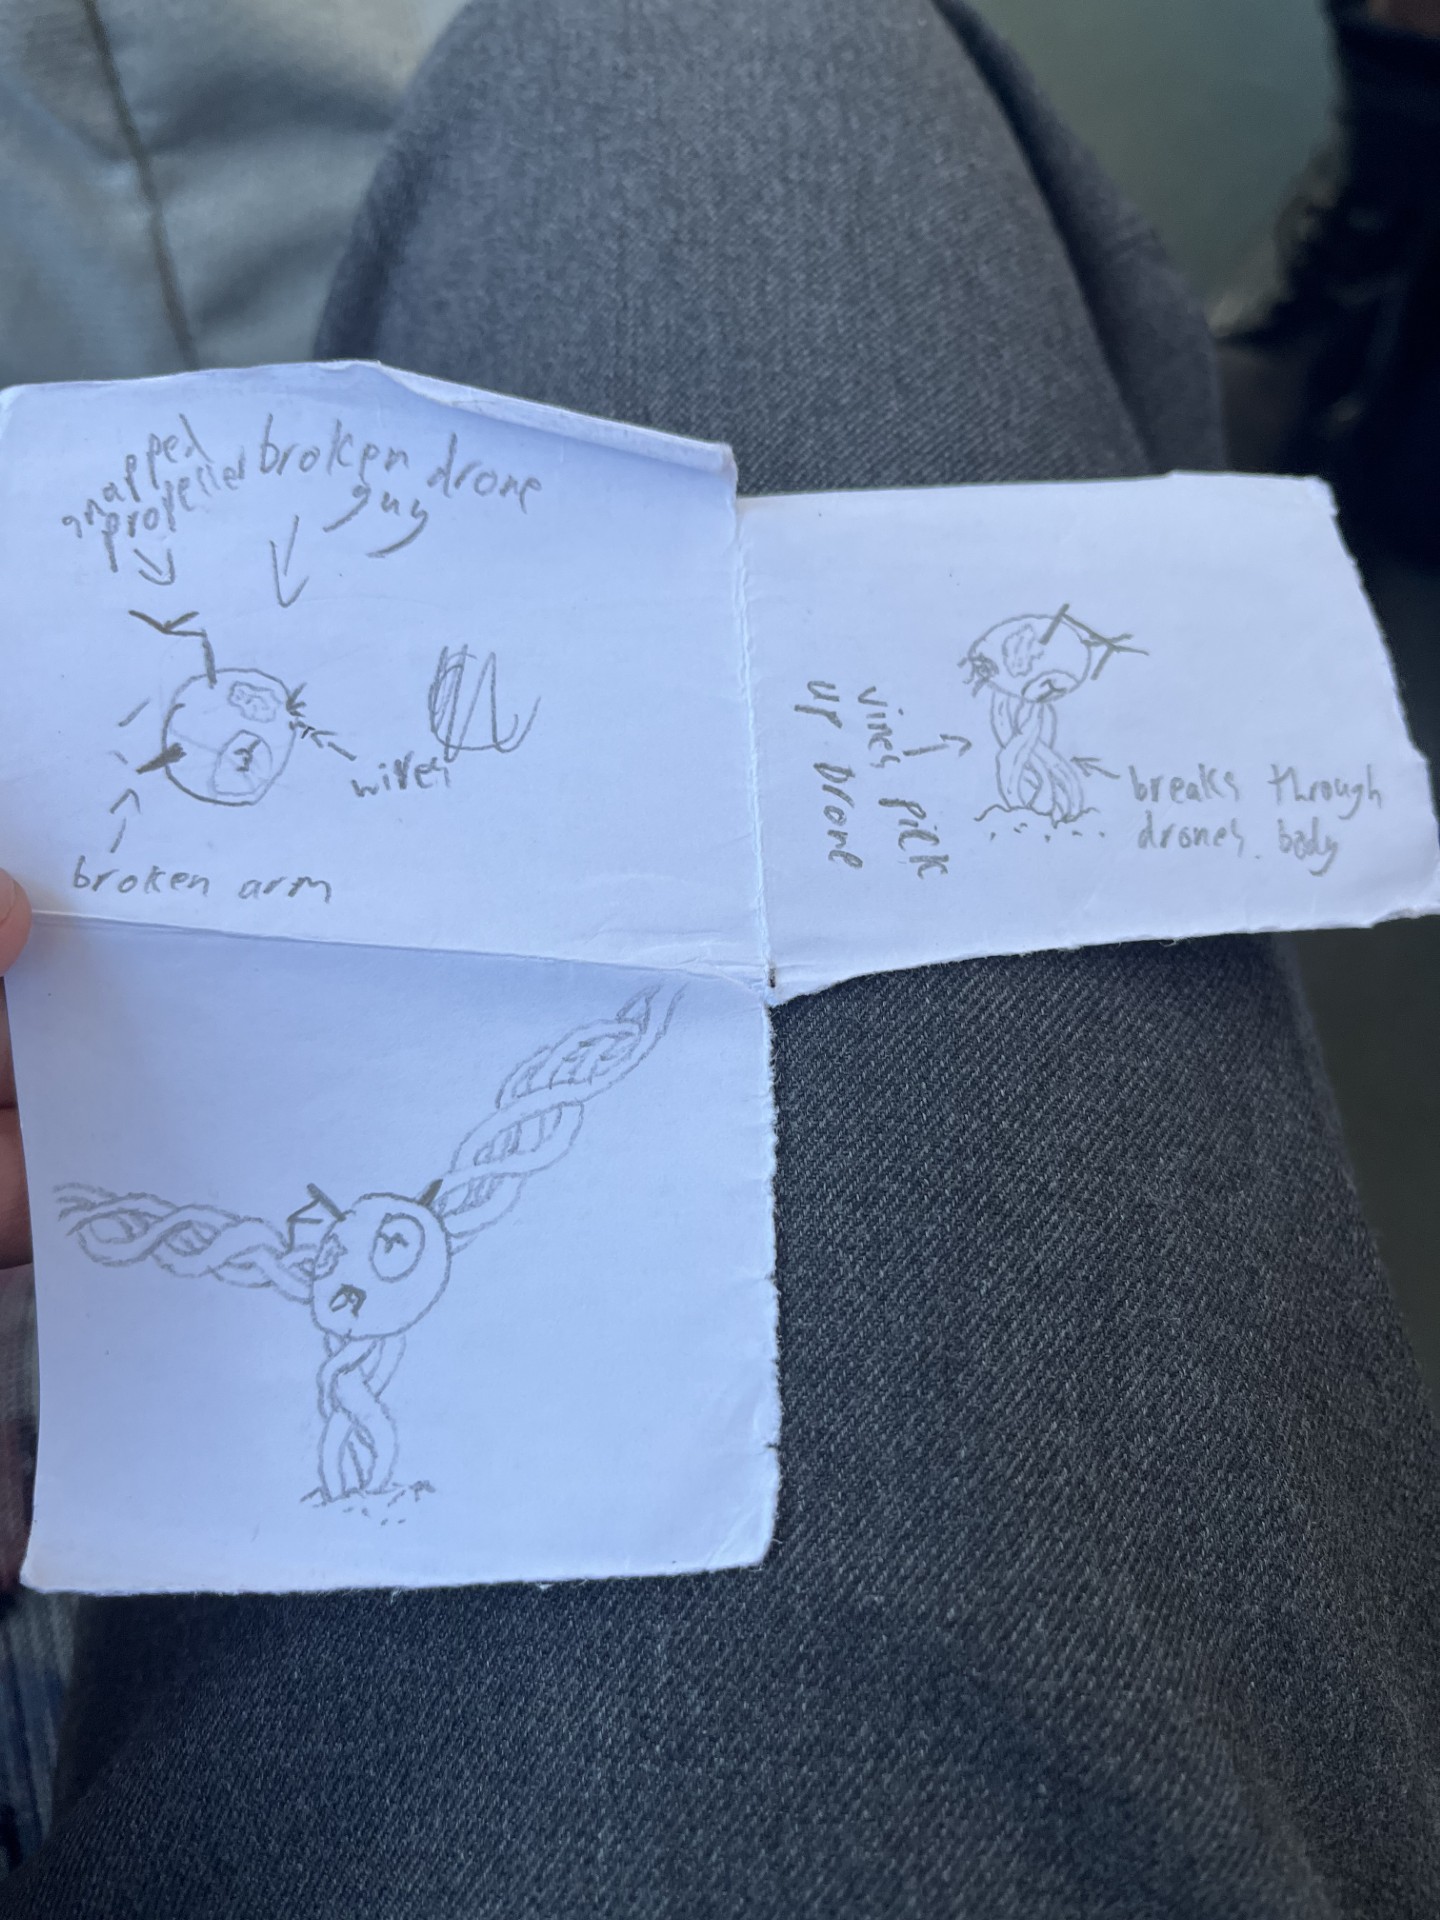 snapped
propeller
broken drone
guy
wires
broken arm
vines pick
up Drone
breaks through
drones. body